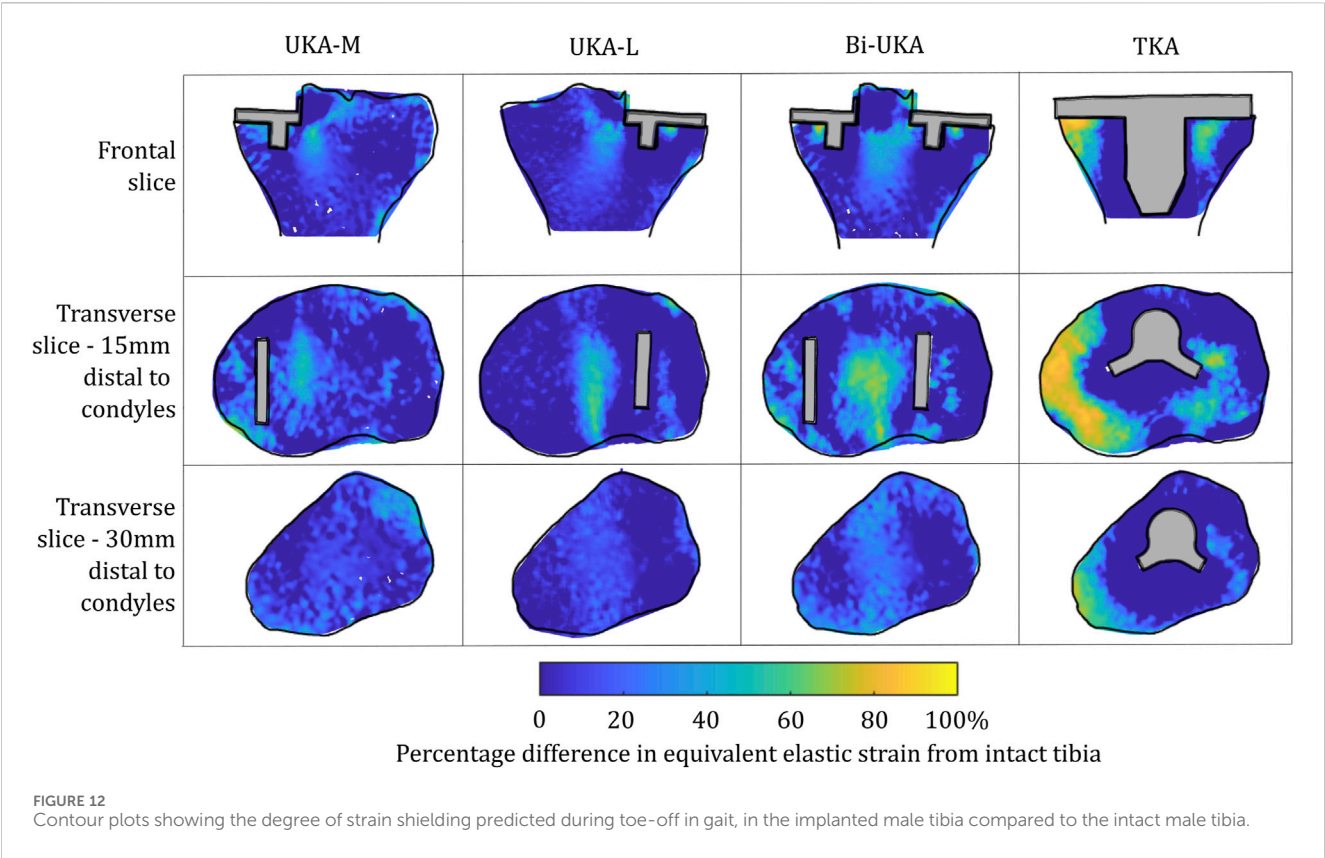 UKA-M UKA-L Bi-UKA TKA
Frontal
slice
Transverse
slice - 15mm
distal to
condyles
Transverse
slice - 30mm
distal to
condyles
0 20 40 60 80 100%
Percentage difference in equivalent elastic strain from intact tibia
FIGURE 12
Contour plots showing the degree of strain shielding predicted during toe-off in gait, in the implanted male tibia compared to the intact male tibia.